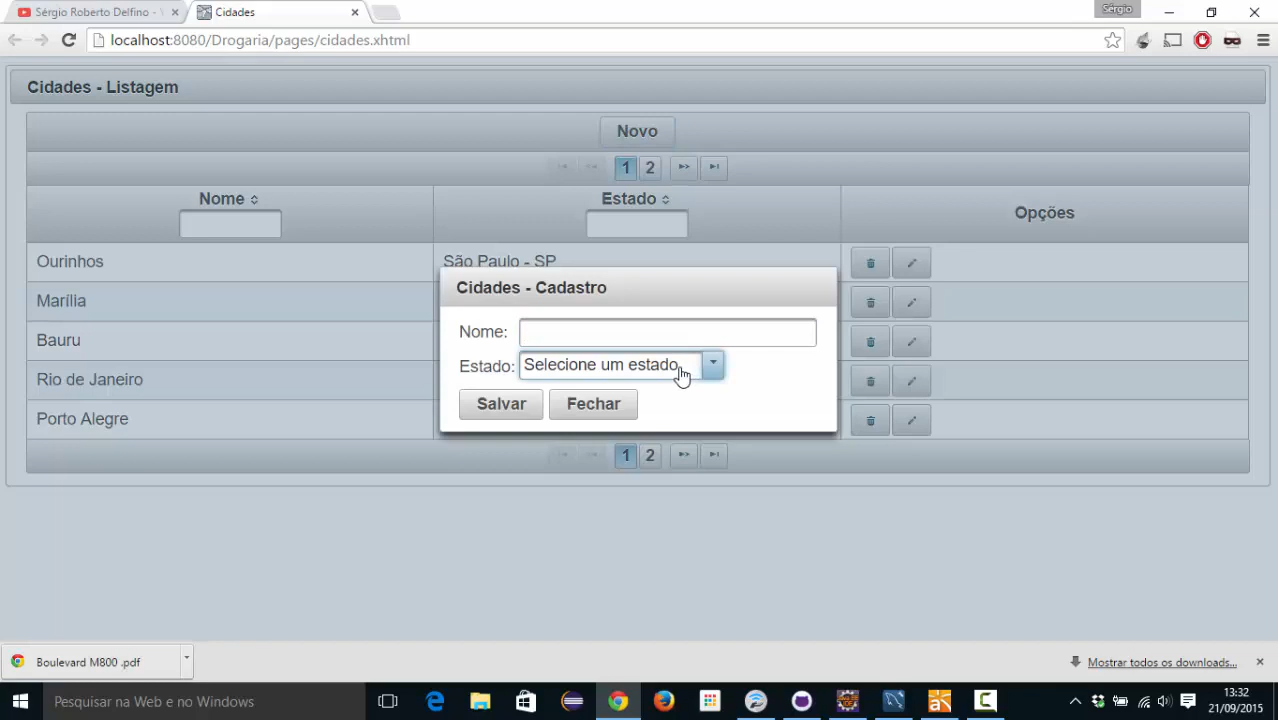 Sérgio Roberto Delfino - Y
Cidades
Sérgio
localhost:8080/Drogaria/pages/cidades.xhtml
Cidades - Listagem
Novo
1 2
Nome
Estado
Opções
Ourinhos
São Paulo - SP
Marília
Bauru
Rio de Janeiro
Porto Alegre
Cidades - Cadastro
Nome:
Estado: Selecione um estado
Salvar
Fechar
1 2
Boulevard M800 .pdf
Mostrar todos os downloads...
Pesquisar na Web e no Windows
13:32
21/09/2015